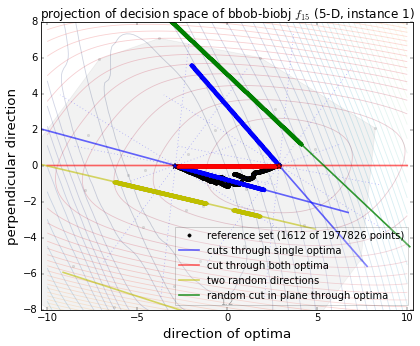 projection of decision space of bbob-biobj f₁₅ (5-D, instance 1)
8
6
4
2
0
−2
−4
−6
−8
perpendicular direction
reference set (1612 of 1977826 points)
cuts through single optima
cut through both optima
two random directions
random cut in plane through optima
−10 −5 0 5 10
direction of optima